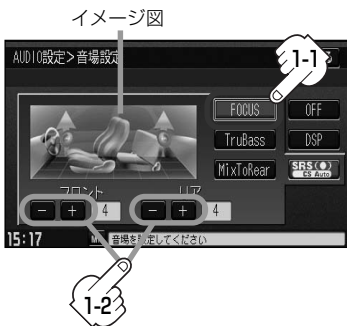 イメージ図
AUDIO設定>音場設定
1-1
FOCUS
OFF
TruBass
DSP
MixToRear
SRS(●)
CS Auto
フロント
リア
− + 4
− + 4
15:17
音場を設定してください
1-2